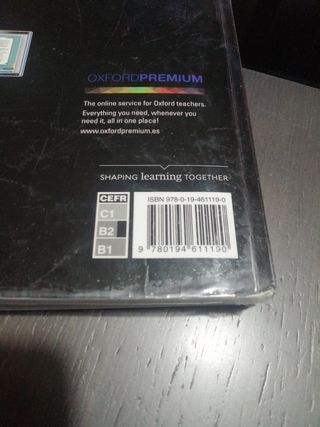 OXFORDPREMIUM
The online service for Oxford teachers.
Everything you need, whenever you
need it, all in one place!
www.oxfordpremium.es
SHAPING learning TOGETHER
CEFR
C1
B2
B1
ISBN 978-0-19-461119-0
9 780194 611190